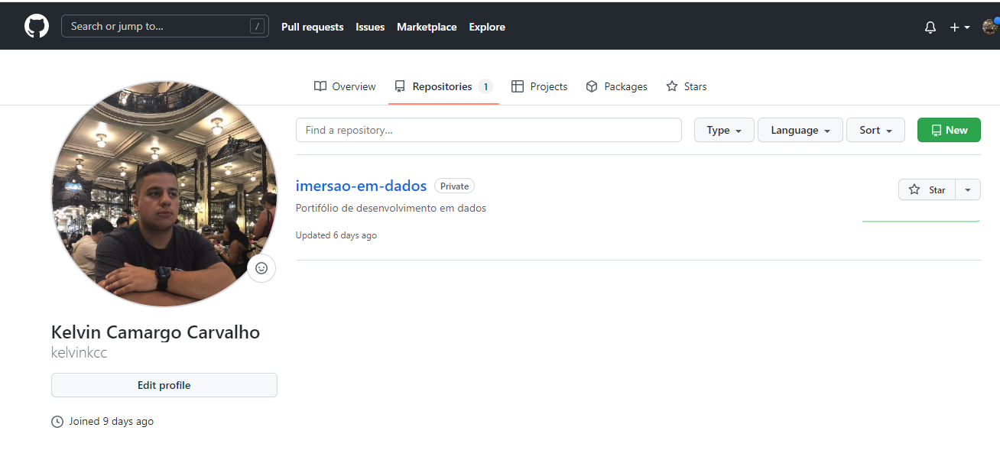 Search or jump to... /
Pull requests Issues Marketplace Explore
Overview Repositories 1 Projects Packages Stars
Find a repository... Type Language Sort New
imersao-em-dados Private Star
Portifólio de desenvolvimento em dados
Updated 6 days ago
Kelvin Camargo Carvalho
kelvinkcc
Edit profile
Joined 9 days ago